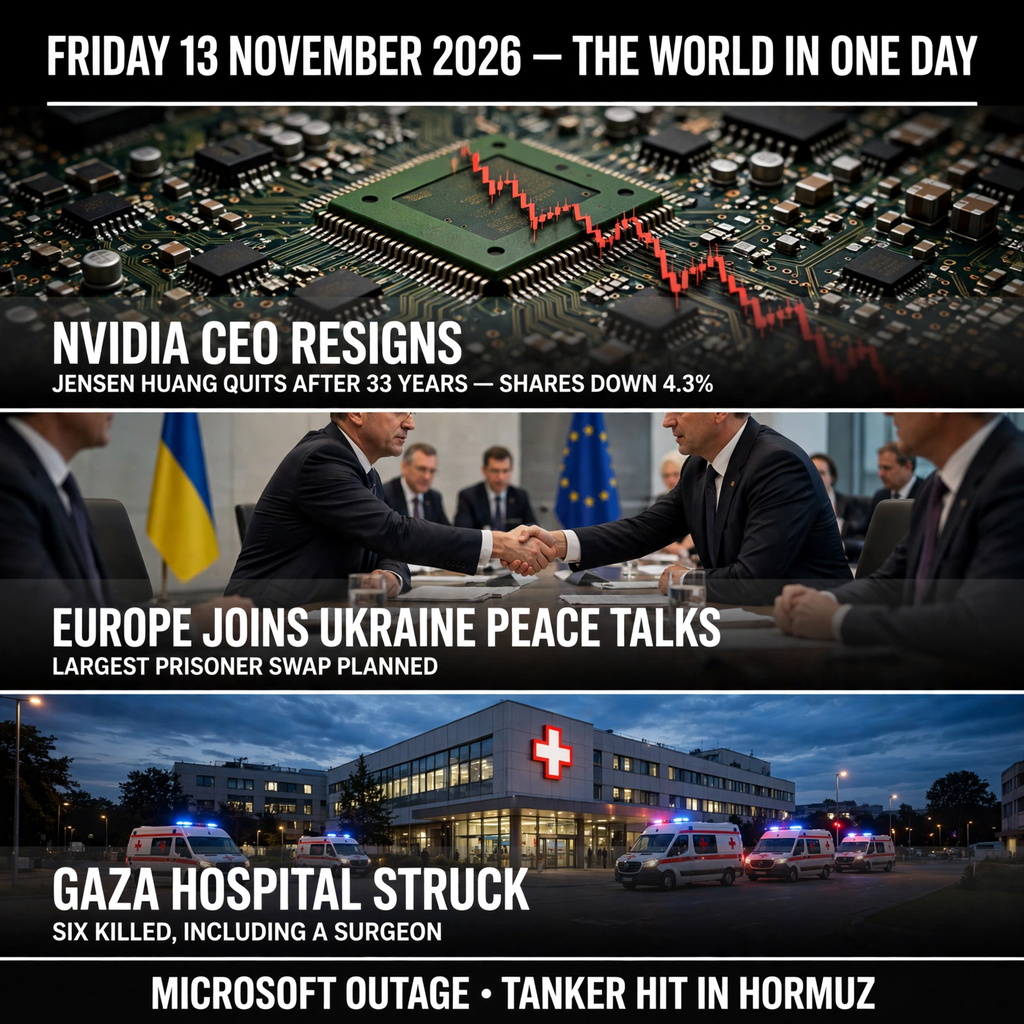 FRIDAY 13 NOVEMBER 2026 — THE WORLD IN ONE DAY
NVIDIA CEO RESIGNS
JENSEN HUANG QUITS AFTER 33 YEARS — SHARES DOWN 4.3%
EUROPE JOINS UKRAINE PEACE TALKS
LARGEST PRISONER SWAP PLANNED
GAZA HOSPITAL STRUCK
SIX KILLED, INCLUDING A SURGEON
MICROSOFT OUTAGE • TANKER HIT IN HORMUZ